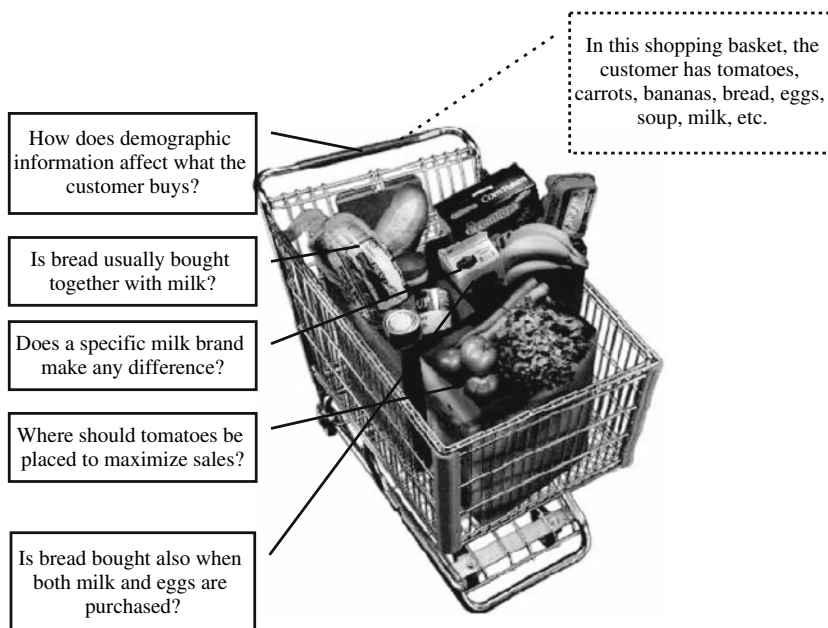 In this shopping basket, the
customer has tomatoes,
carrots, bananas, bread, eggs,
soup, milk, etc.
How does demographic
information affect what the
customer buys?
Is bread usually bought
together with milk?
Does a specific milk brand
make any difference?
Where should tomatoes be
placed to maximize sales?
Is bread bought also when
both milk and eggs are
purchased?